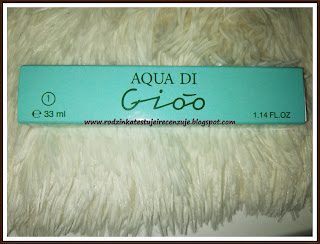 AQUA DI
Gioo
1
℮ 33 ml
1.14 FL.OZ
www.rodzinkatestujeirecenzuje.blogspot.com